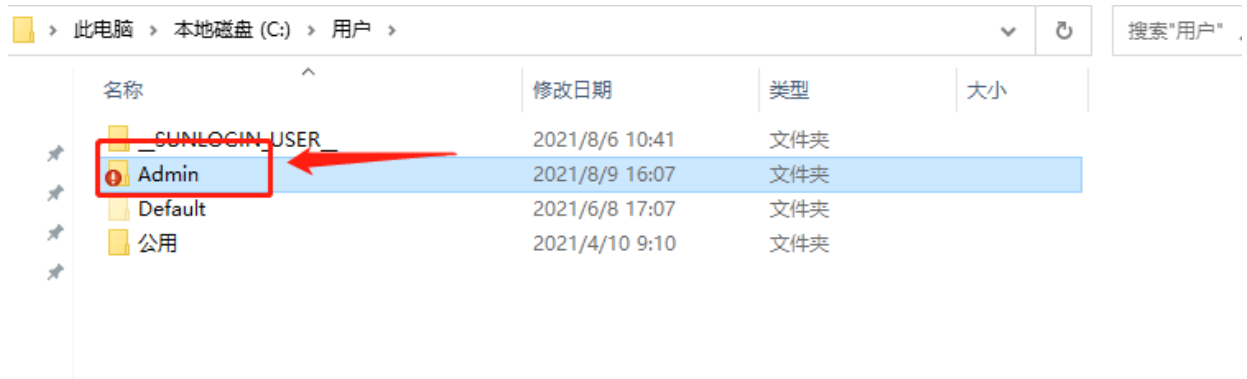 此电脑 本地磁盘 (C:) 用户 搜索"用户"
名称 修改日期 类型 大小
__SUNLOGIN_USER__ 2021/8/6 10:41 文件夹
Admin 2021/8/9 16:07 文件夹
Default 2021/6/8 17:07 文件夹
公用 2021/4/10 9:10 文件夹